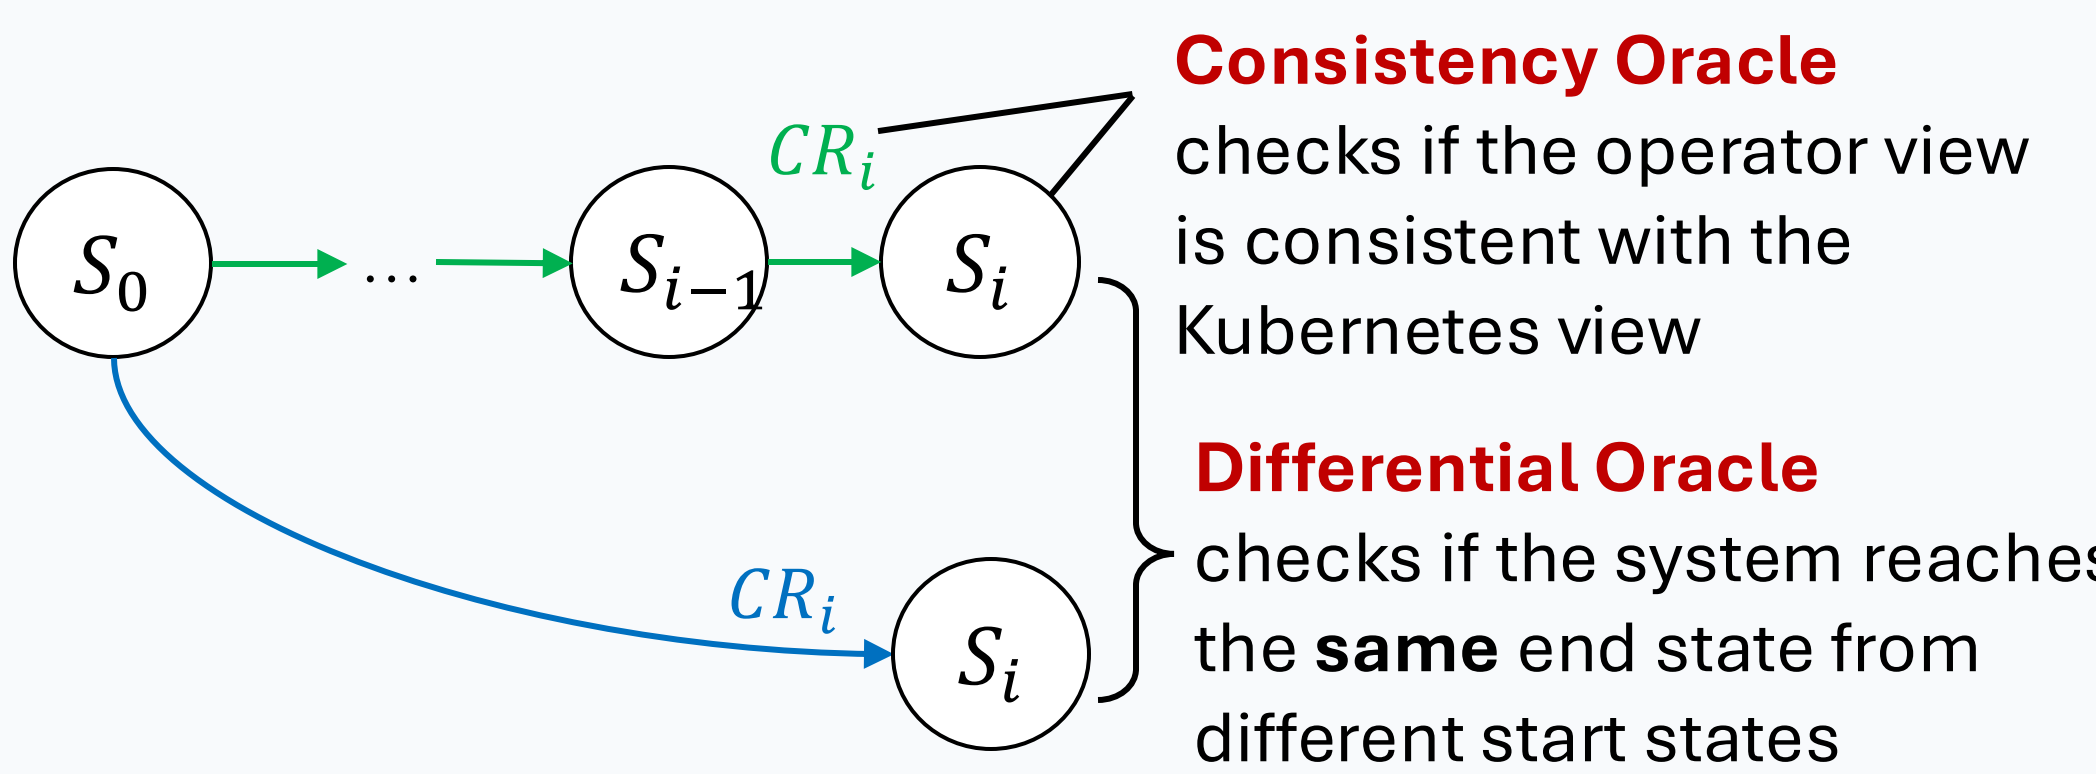 Consistency Oracle
checks if the operator view
is consistent with the
Kubernetes view
CRᵢ
S₀
...
Sᵢ₋₁
Sᵢ
Differential Oracle
checks if the system reaches
the same end state from
different start states
CRᵢ
Sᵢ